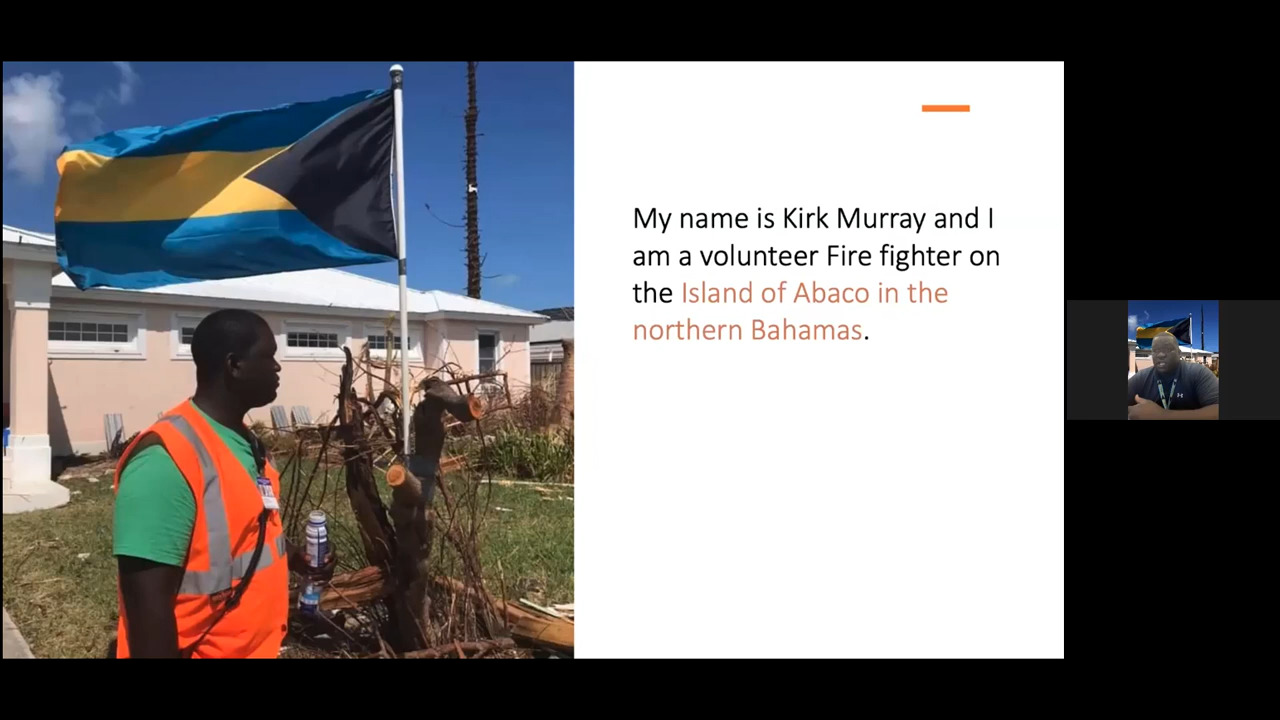 My name is Kirk Murray and I
am a volunteer Fire fighter on
the Island of Abaco in the
northern Bahamas.